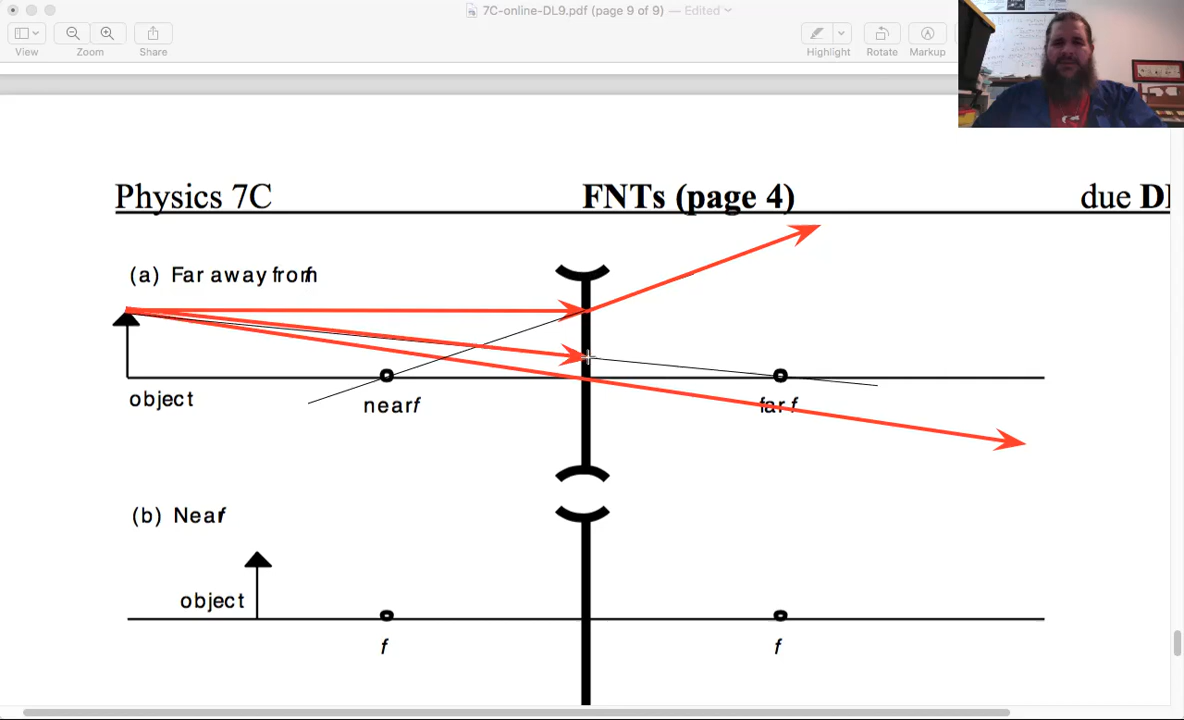 7C-online-DL9.pdf (page 9 of 9) — Edited
View Zoom Share Highlight Rotate Markup
Physics 7C FNTs (page 4) due DL
(a) Far away from f
object
near f
far f
(b) Near f
object
f f